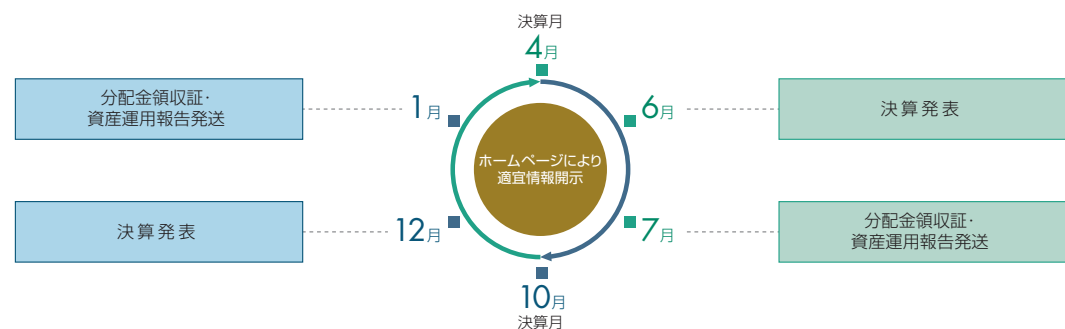 決算月
4月
分配金領収証・
資産運用報告発送
1月
6月
決算発表
ホームページにより
適宜情報開示
決算発表
12月
7月
分配金領収証・
資産運用報告発送
10月
決算月